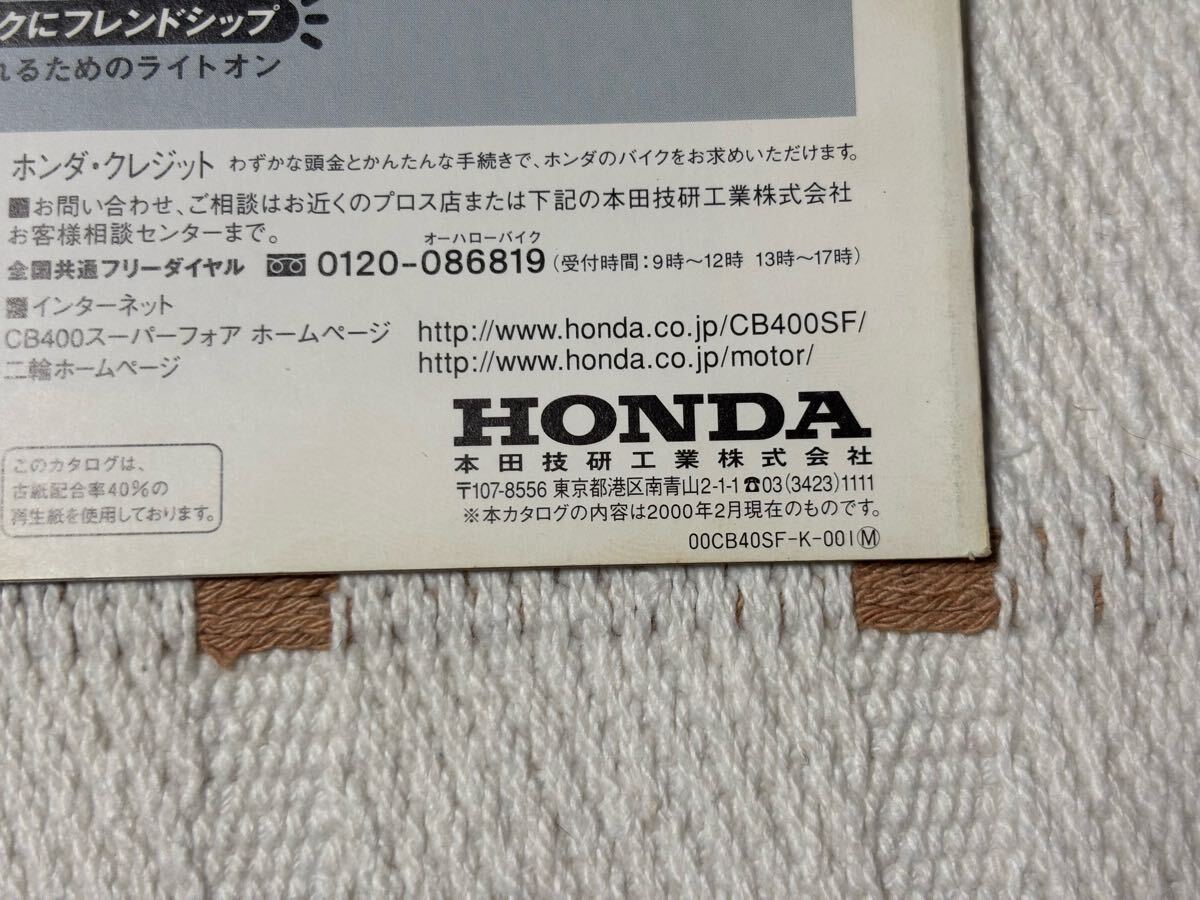 クにフレンドシップ
れるためのライトオン
ホンダ・クレジット わずかな頭金とかんたんな手続きで、ホンダのバイクをお求めいただけます。
■お問い合わせ、ご相談はお近くのプロス店または下記の本田技研工業株式会社
お客様相談センターまで。
オーハローバイク
全国共通フリーダイヤル 0120-086819 (受付時間:9時〜12時 13時〜17時)
■インターネット
CB400スーパーフォア ホームページ http://www.honda.co.jp/CB400SF/
二輪ホームページ http://www.honda.co.jp/motor/
HONDA
本田技研工業株式会社
〒107-8556 東京都港区南青山2-1-1☎03(3423)1111
※本カタログの内容は2000年2月現在のものです。
00CB40SF-K-001Ⓜ
このカタログは、
古紙配合率40%の
再生紙を使用しております。